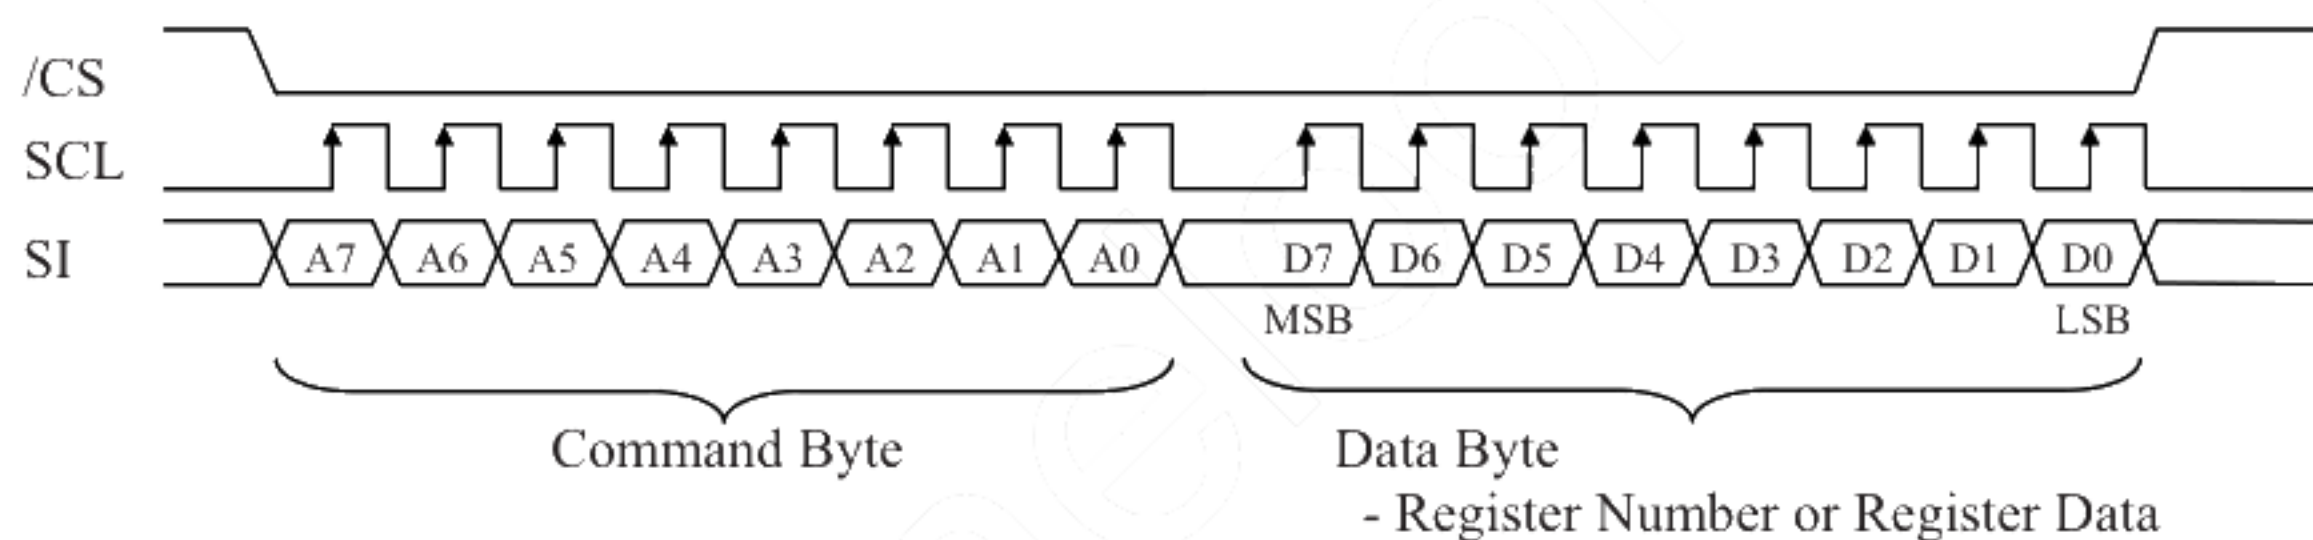 /CS
SCL
SI A7 A6 A5 A4 A3 A2 A1 A0 D7 D6 D5 D4 D3 D2 D1 D0
MSB LSB
Command Byte Data Byte
- Register Number or Register Data